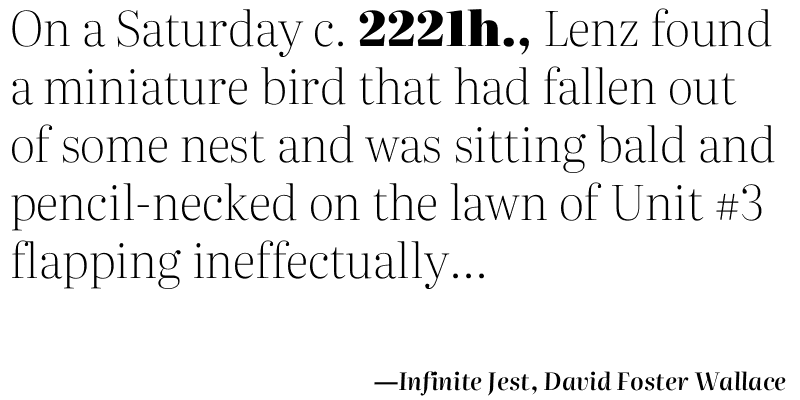 On a Saturday c. 2221h., Lenz found
a miniature bird that had fallen out
of some nest and was sitting bald and
pencil-necked on the lawn of Unit #3
flapping ineffectually…
—Infinite Jest, David Foster Wallace